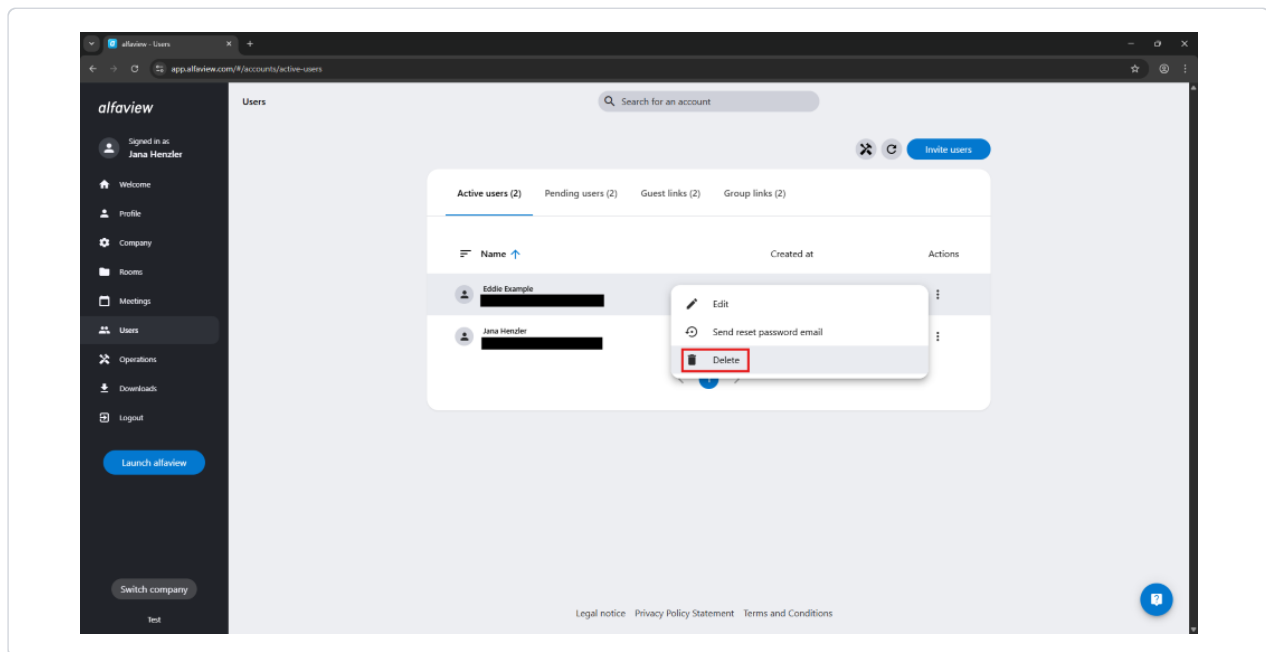 alfaview - Users
app.alfaview.com/#/accounts/active-users
alfaview
Signed in as
Jana Henzler
Welcome
Profile
Company
Rooms
Meetings
Users
Operations
Downloads
Logout
Launch alfaview
Switch company
Test
Users
Search for an account
Invite users
Active users (2) Pending users (2) Guest links (2) Group links (2)
Name Created at Actions
Eddie Example
Jana Henzler
Edit
Send reset password email
Delete
Legal notice Privacy Policy Statement Terms and Conditions